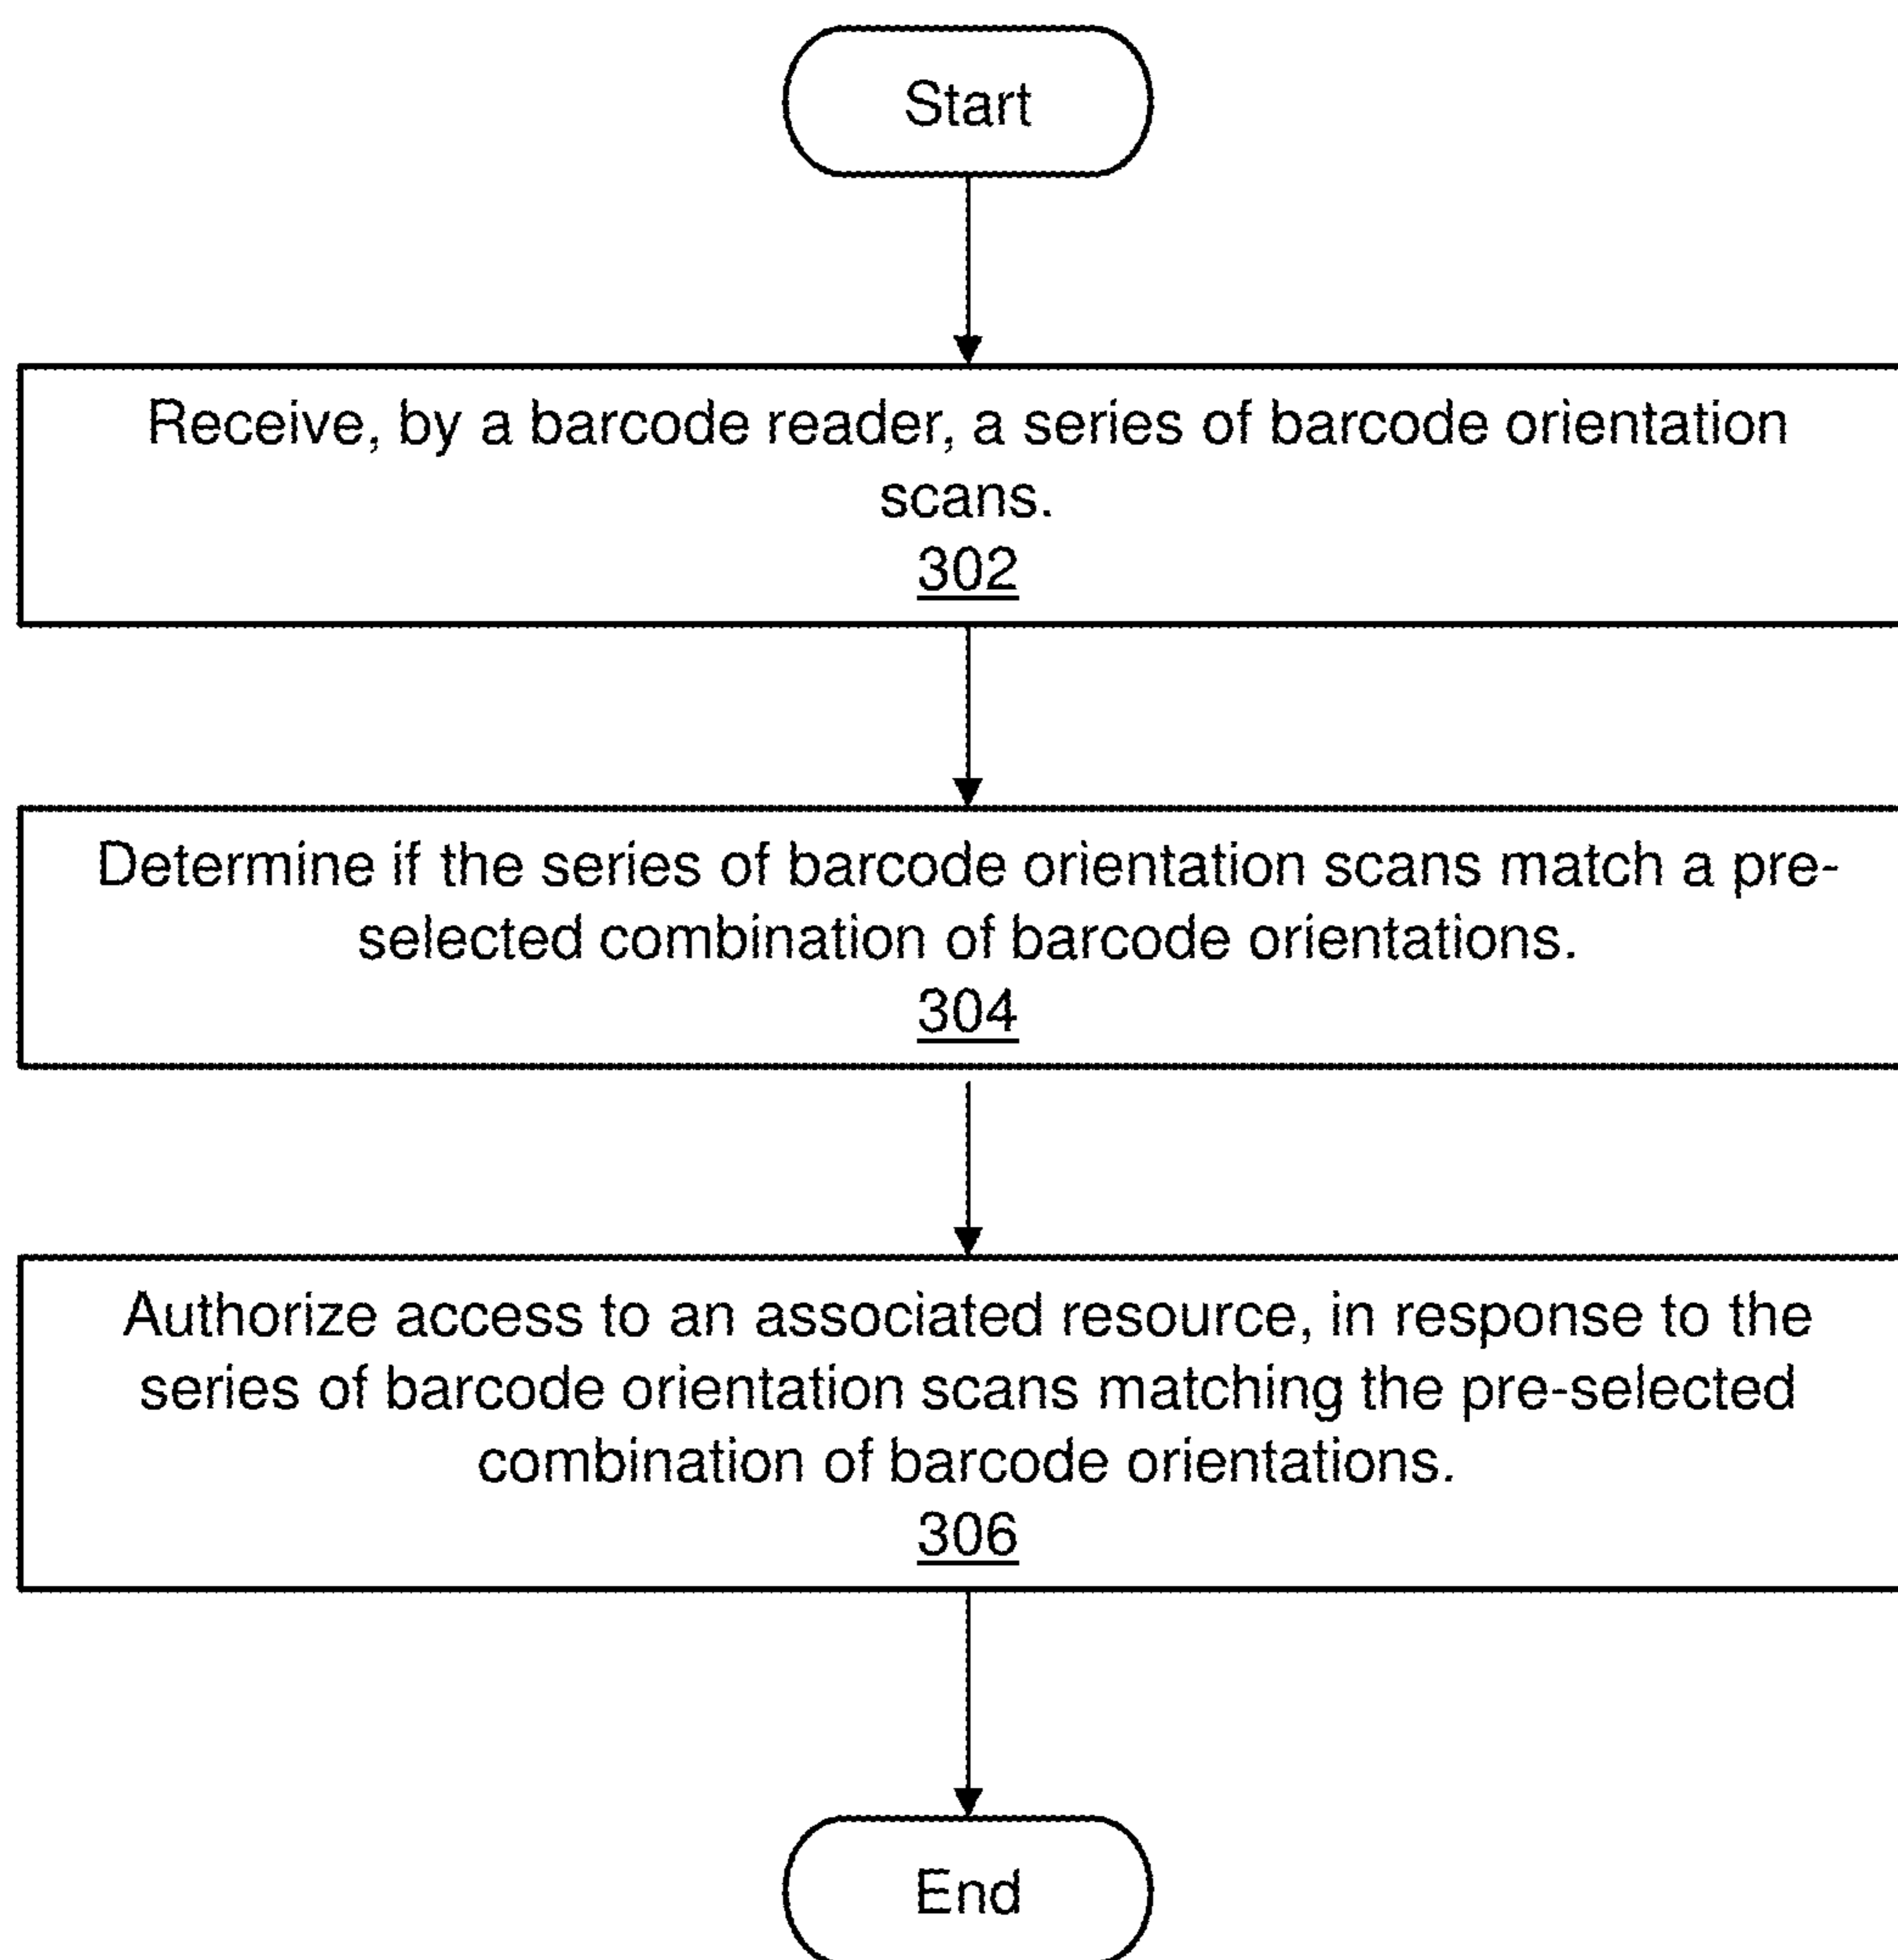 Start
Receive, by a barcode reader, a series of barcode orientation
scans.
302
Determine if the series of barcode orientation scans match a pre-
selected combination of barcode orientations.
304
Authorize access to an associated resource, in response to the
series of barcode orientation scans matching the pre-selected
combination of barcode orientations.
306
End